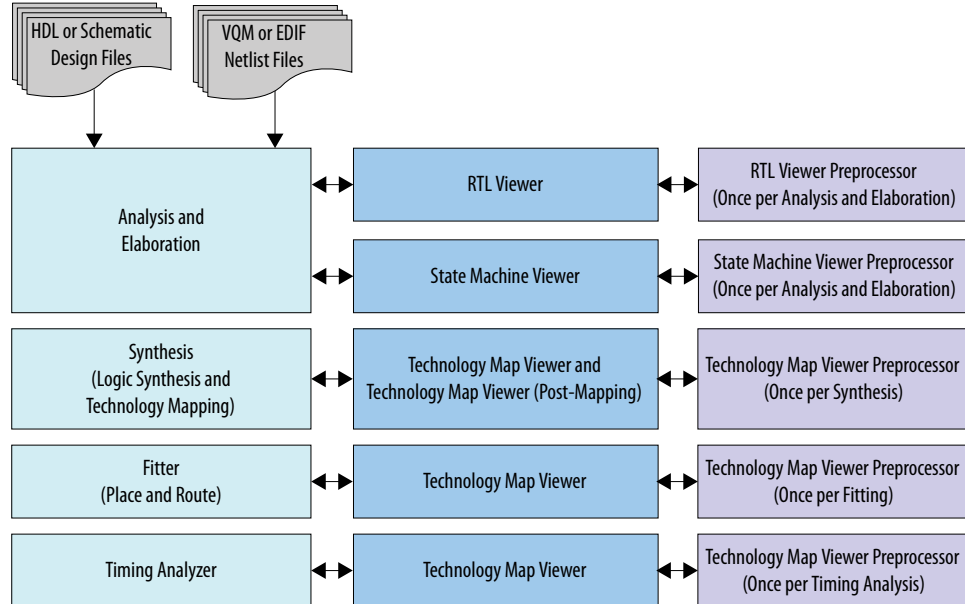 HDL or Schematic
Design Files
VQM or EDIF
Netlist Files
Analysis and
Elaboration
RTL Viewer
RTL Viewer Preprocessor
(Once per Analysis and Elaboration)
State Machine Viewer
State Machine Viewer Preprocessor
(Once per Analysis and Elaboration)
Synthesis
(Logic Synthesis and
Technology Mapping)
Technology Map Viewer and
Technology Map Viewer (Post-Mapping)
Technology Map Viewer Preprocessor
(Once per Synthesis)
Fitter
(Place and Route)
Technology Map Viewer
Technology Map Viewer Preprocessor
(Once per Fitting)
Timing Analyzer
Technology Map Viewer
Technology Map Viewer Preprocessor
(Once per Timing Analysis)